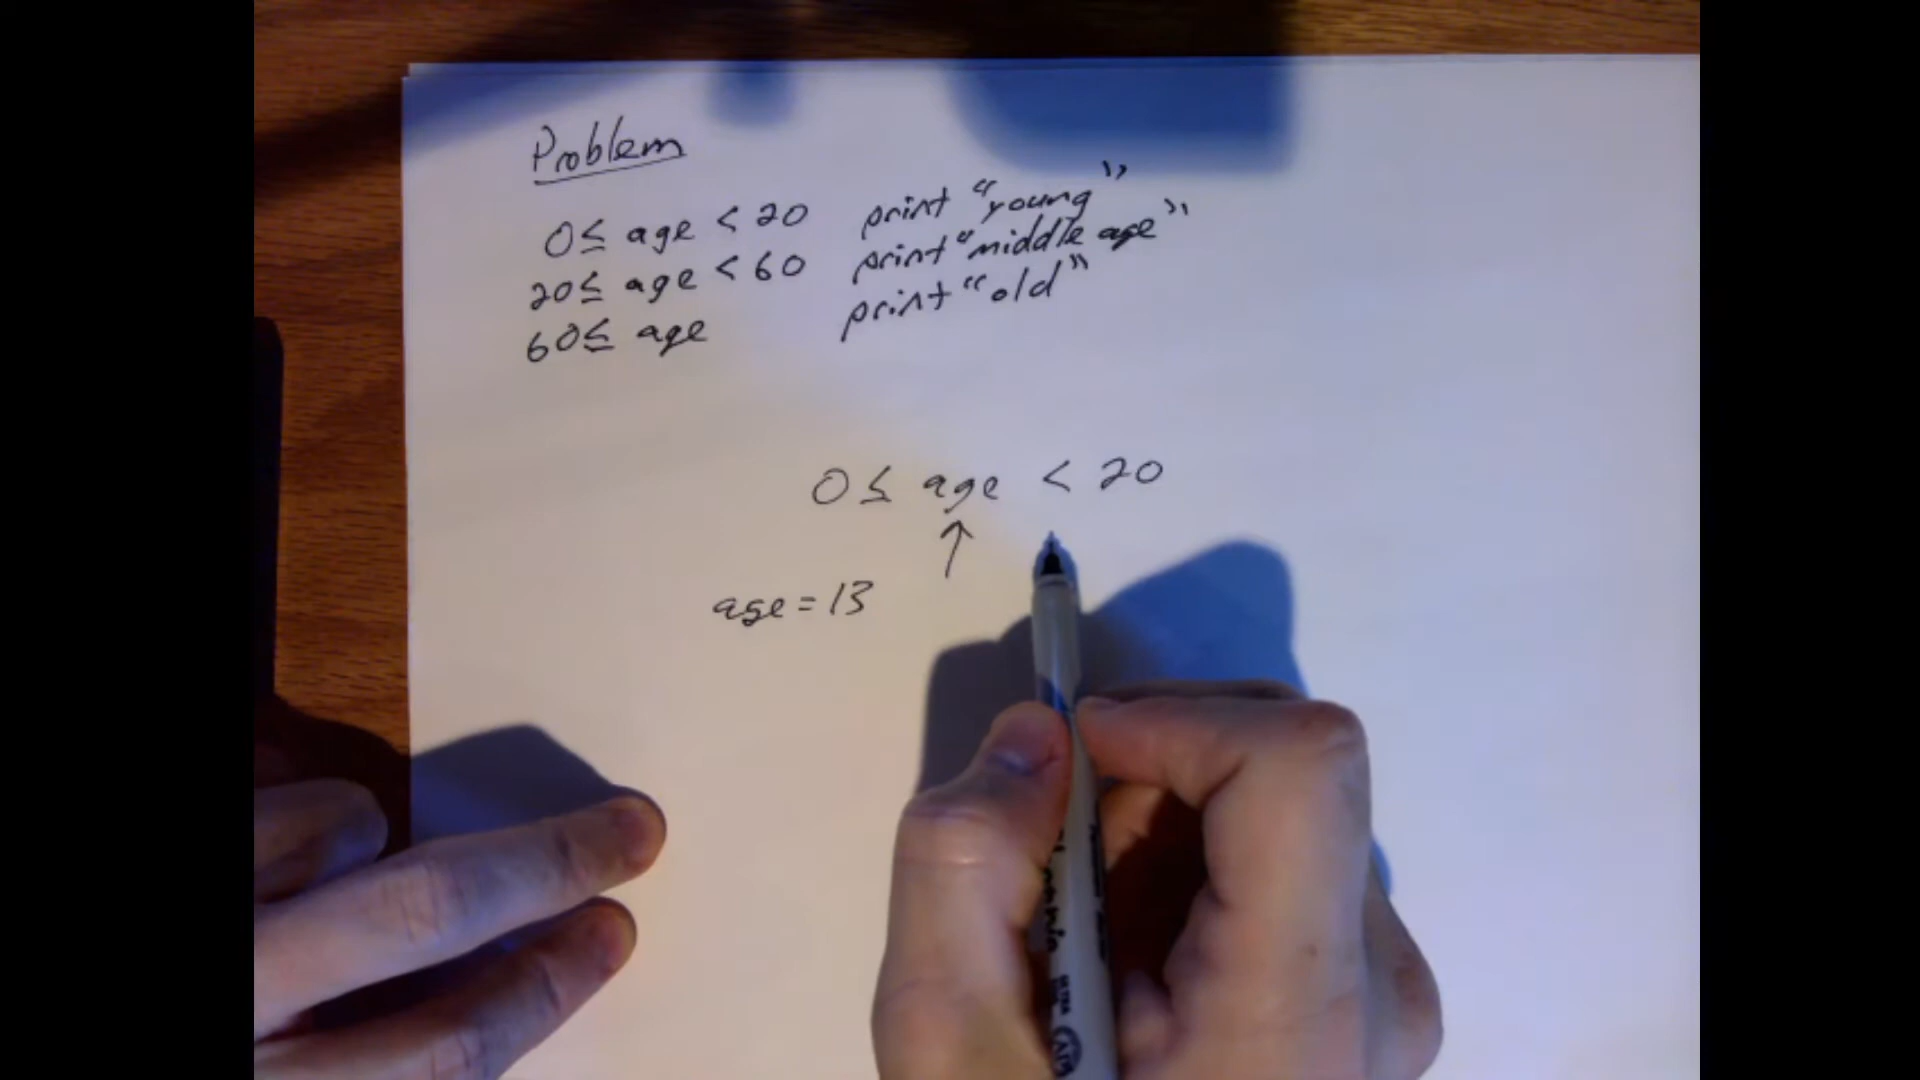 Problem
0≤ age < 20 print "young"
20≤ age < 60 print "middle age"
60≤ age print "old"
0≤ age < 20
↑
age = 13